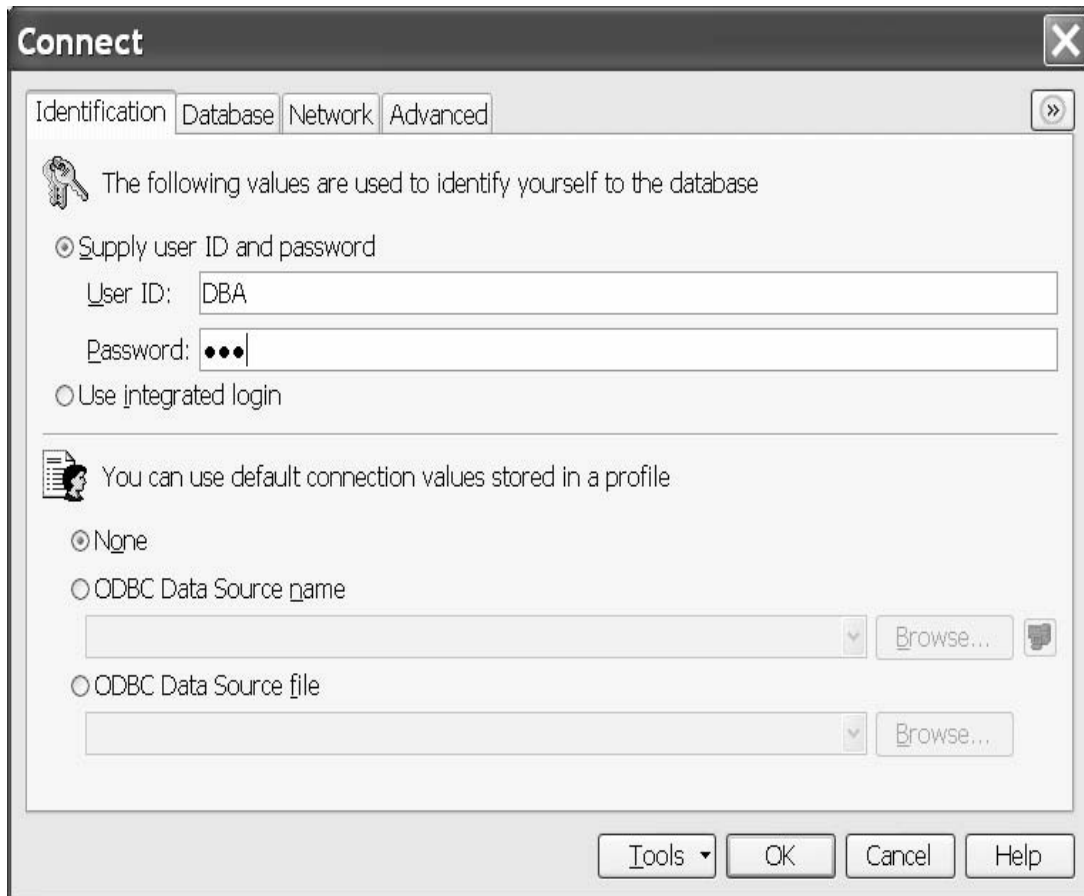 Connect
Identification Database Network Advanced
The following values are used to identify yourself to the database
Supply user ID and password
User ID: DBA
Password: •••
Use integrated login
You can use default connection values stored in a profile
None
ODBC Data Source name
Browse...
ODBC Data Source file
Browse...
Tools OK Cancel Help